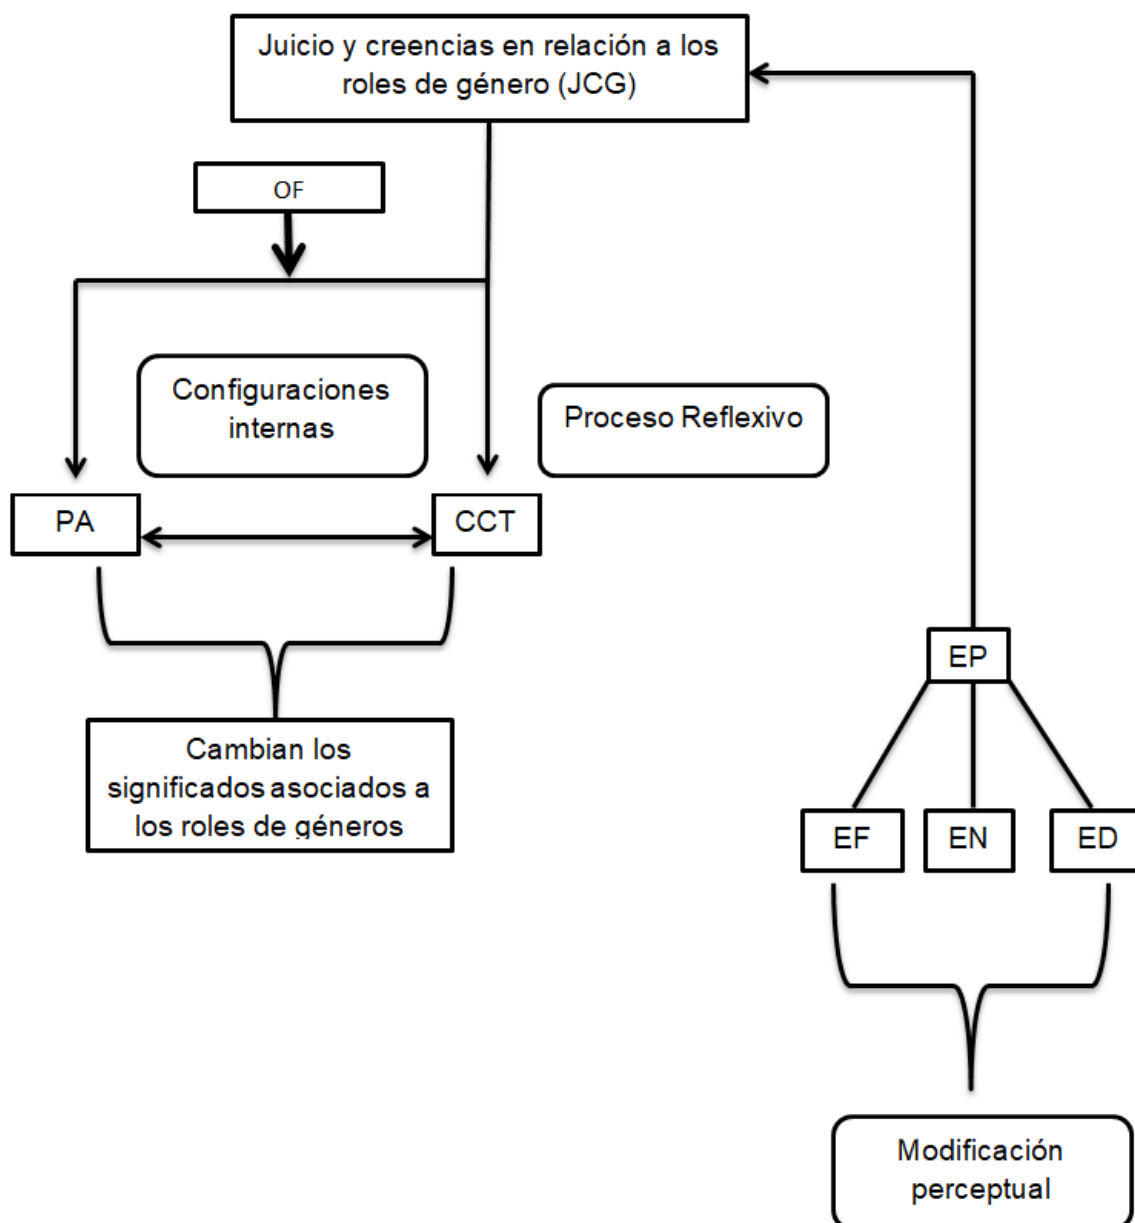 Juicio y creencias en relación a los
roles de género (JCG)
OF
Configuraciones
internas
Proceso Reflexivo
PA
CCT
Cambian los
significados asociados a
los roles de géneros
EP
EF
EN
ED
Modificación
perceptual